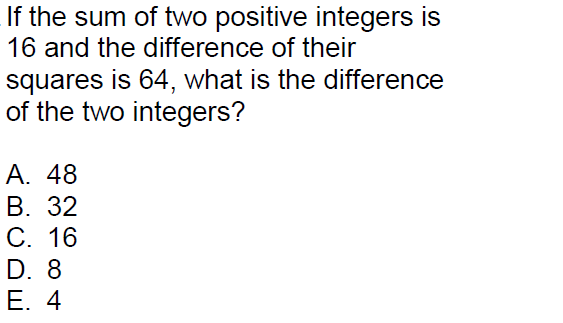 If the sum of two positive integers is
16 and the difference of their
squares is 64, what is the difference
of the two integers?
A. 48
B. 32
C. 16
D. 8
E. 4